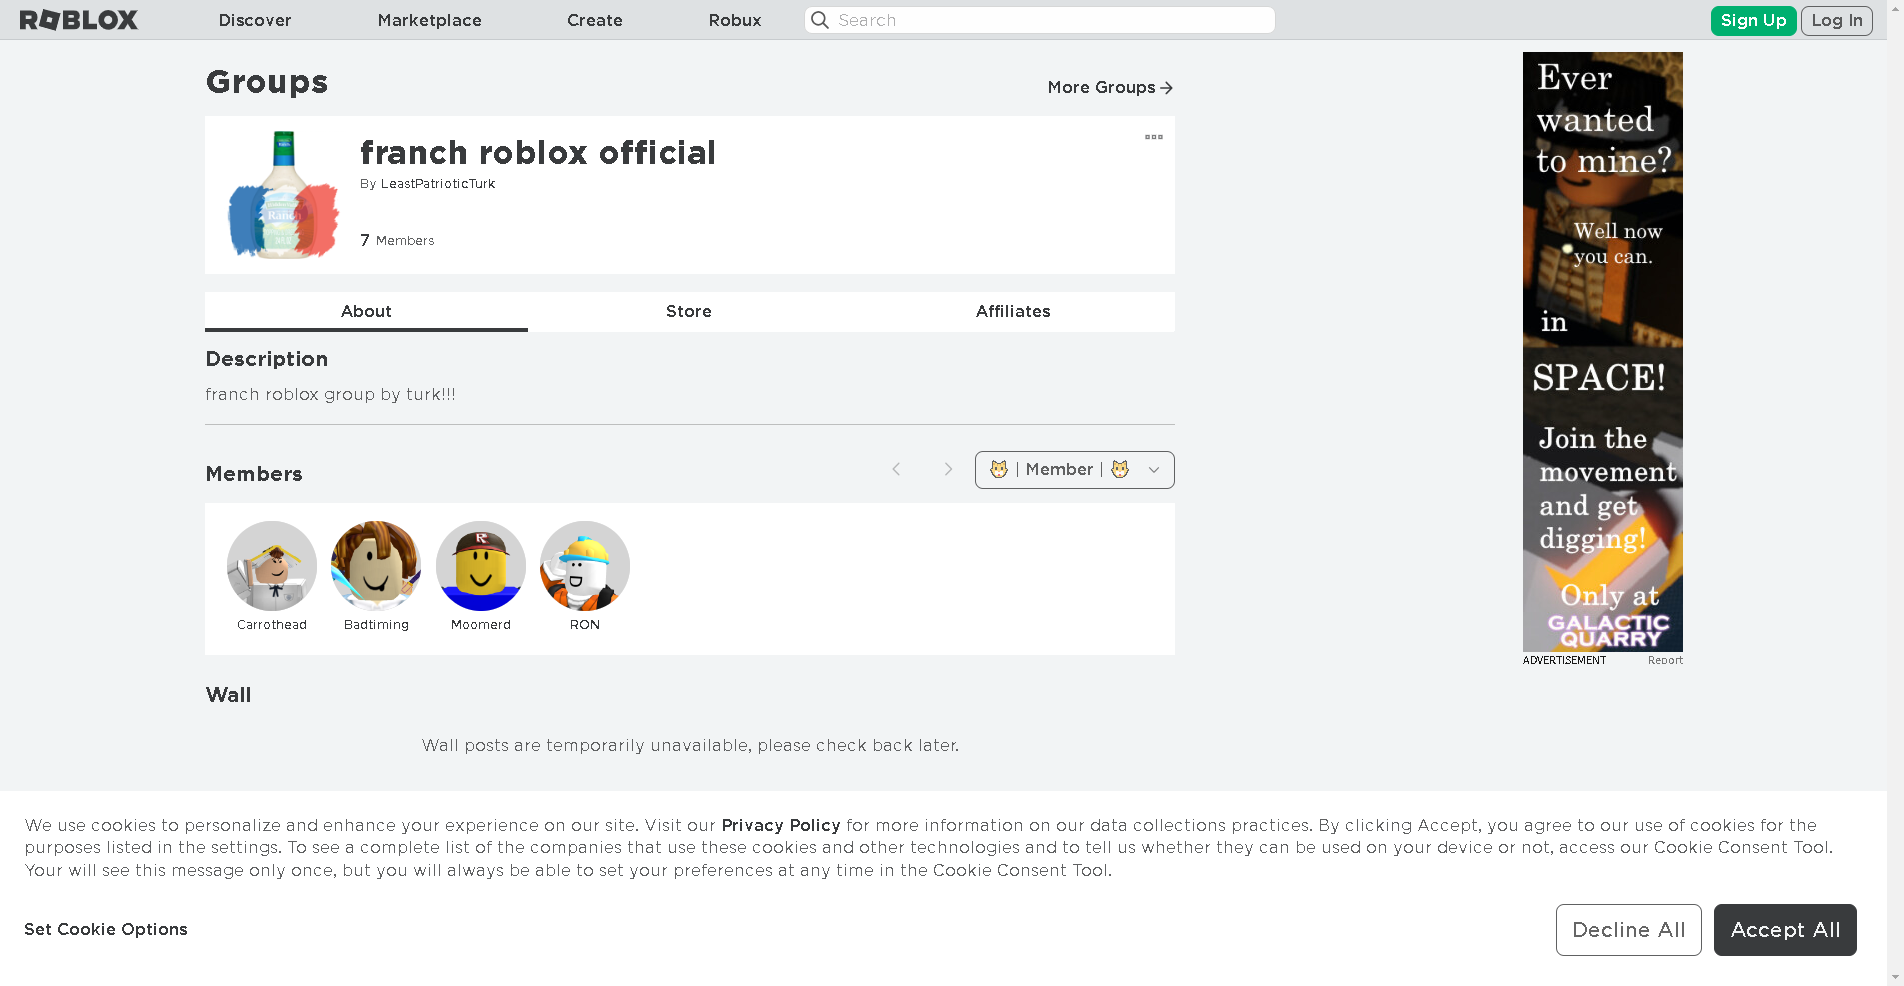 ROBLOX
Discover
Marketplace
Create
Robux
Search
Sign Up
Log In
Groups
More Groups
franch roblox official
By LeastPatrioticTurk
7 Members
Ranch
About
Store
Affiliates
Description
franch roblox group by turk!!!
Members
| Member |
Carrothead
Badtiming
Moomerd
RON
Wall
Wall posts are temporarily unavailable, please check back later.
Ever
wanted
to mine?
Well now
you can.
in
SPACE!
Join the
movement
and get
digging!
Only at
GALACTIC
QUARRY
ADVERTISEMENT
Report
We use cookies to personalize and enhance your experience on our site. Visit our Privacy Policy for more information on our data collections practices. By clicking Accept, you agree to our use of cookies for the
purposes listed in the settings. To see a complete list of the companies that use these cookies and other technologies and to tell us whether they can be used on your device or not, access our Cookie Consent Tool.
Your will see this message only once, but you will always be able to set your preferences at any time in the Cookie Consent Tool.
Set Cookie Options
Decline All
Accept All